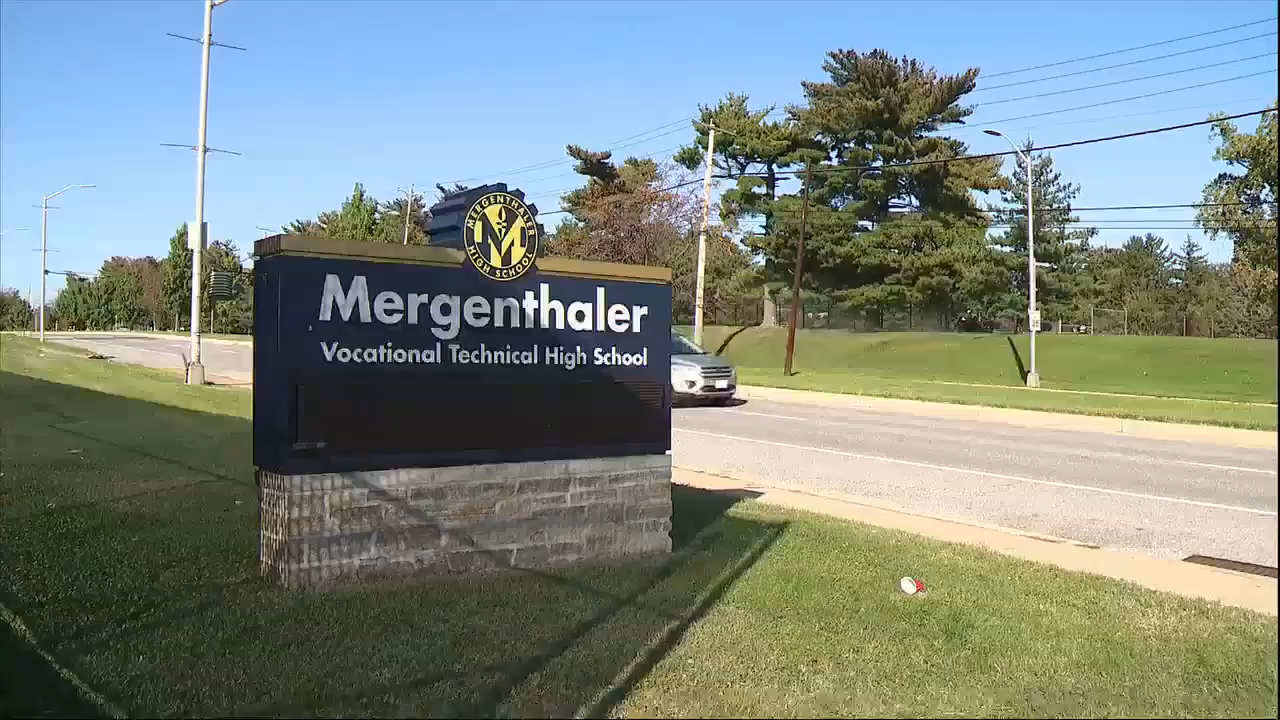 MERGENTHALER
M
HIGH SCHOOL
Mergenthaler
Vocational Technical High School